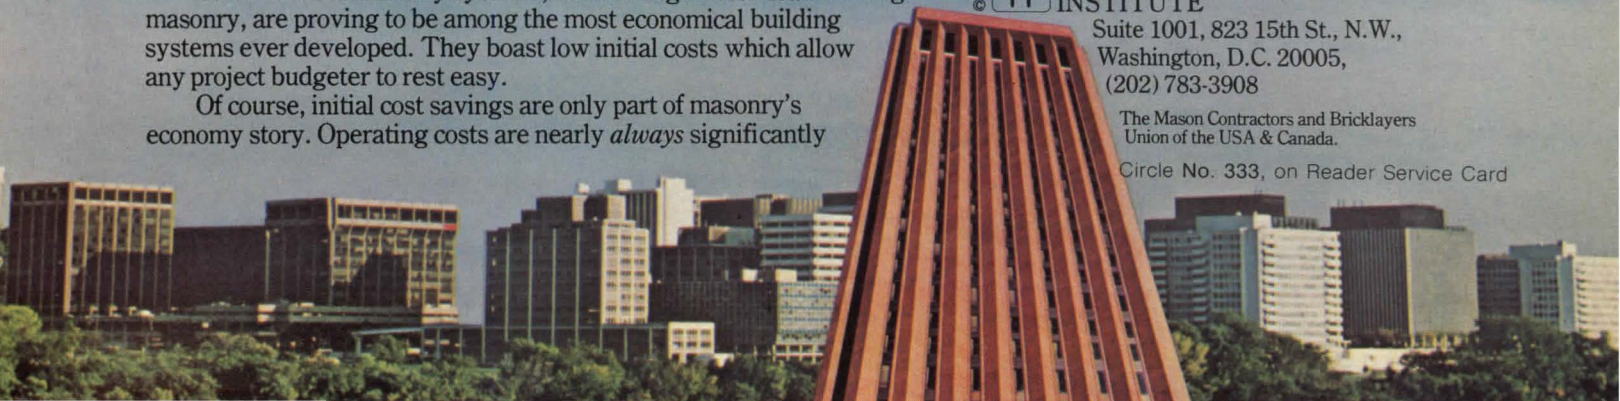 masonry, are proving to be among the most economical building
systems ever developed. They boast low initial costs which allow
any project budgeter to rest easy.
Of course, initial cost savings are only part of masonry's
economy story. Operating costs are nearly always significantly
© INSTITUTE
Suite 1001, 823 15th St., N.W.,
Washington, D.C. 20005,
(202) 783-3908
The Mason Contractors and Bricklayers
Union of the USA & Canada.
Circle No. 333, on Reader Service Card